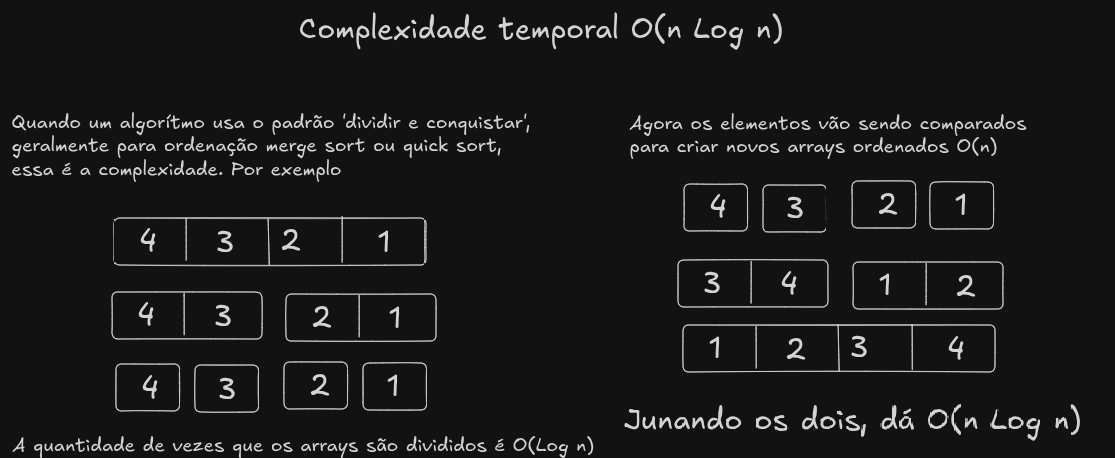 Complexidade temporal O(n Log n)
Quando um algorítmo usa o padrão 'dividir e conquistar',
geralmente para ordenação merge sort ou quick sort,
essa é a complexidade. Por exemplo
4 3 2 1
4 3 2 1
4 3 2 1
A quantidade de vezes que os arrays são divididos é O(Log n)
Agora os elementos vão sendo comparados
para criar novos arrays ordenados O(n)
4 3 2 1
3 4 1 2
1 2 3 4
Junando os dois, dá O(n Log n)